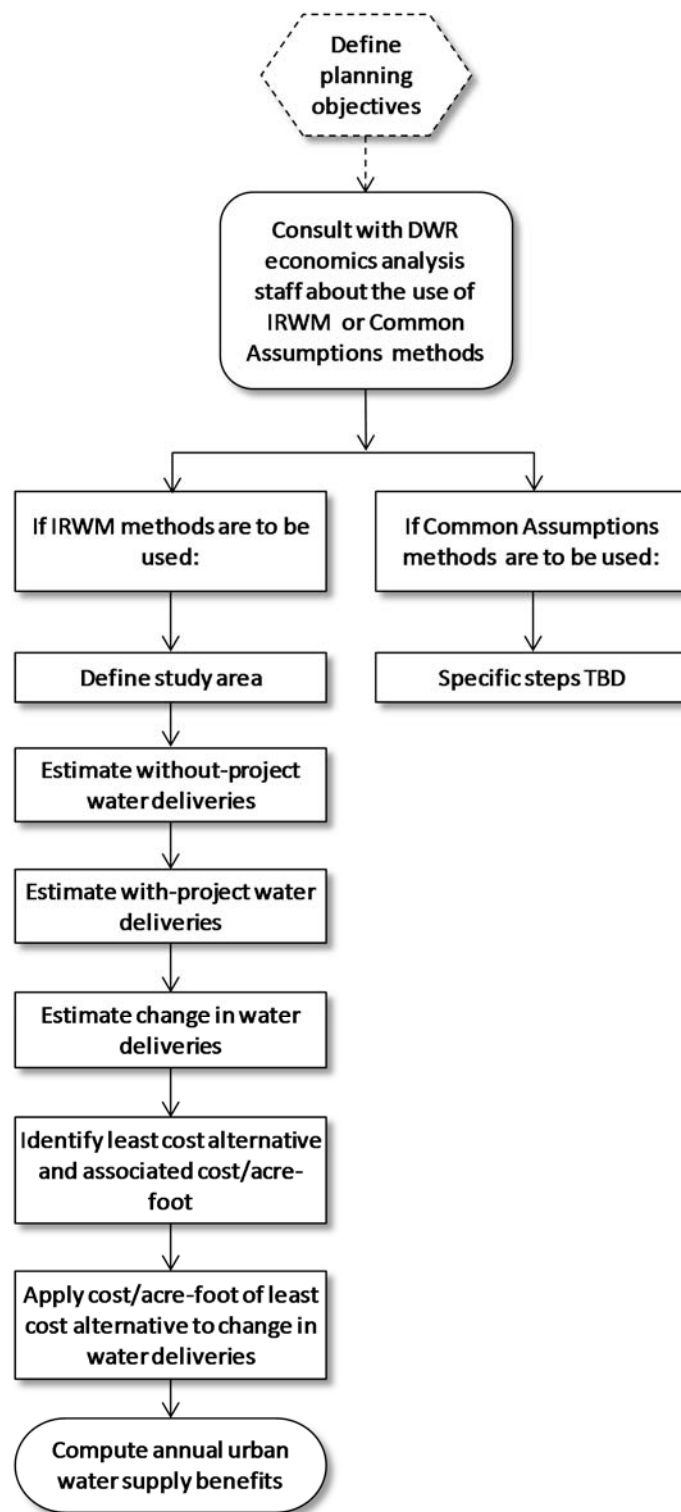 Define
planning
objectives
Consult with DWR
economics analysis
staff about the use of
IRWM or Common
Assumptions methods
If IRWM methods are to be
used:
If Common Assumptions
methods are to be used:
Define study area
Specific steps TBD
Estimate without-project
water deliveries
Estimate with-project water
deliveries
Estimate change in water
deliveries
Identify least cost alternative
and associated cost/acre-
foot
Apply cost/acre-foot of least
cost alternative to change in
water deliveries
Compute annual urban
water supply benefits